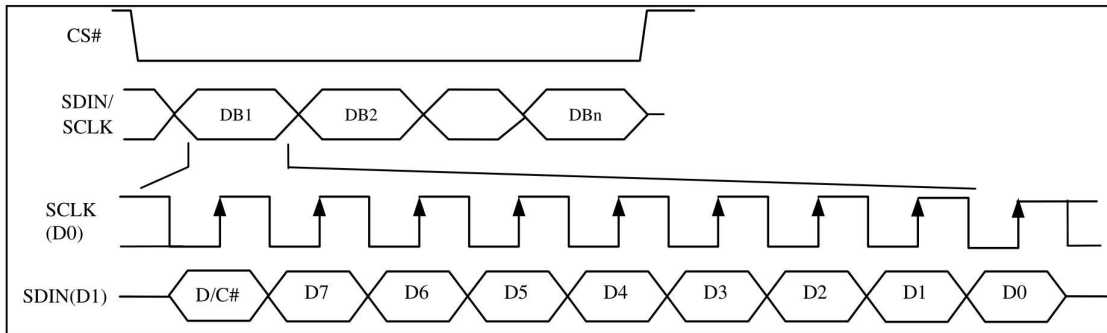 CS#
SDIN/
SCLK
DB1 DB2 DBn
SCLK
(D0)
SDIN(D1) D/C# D7 D6 D5 D4 D3 D2 D1 D0